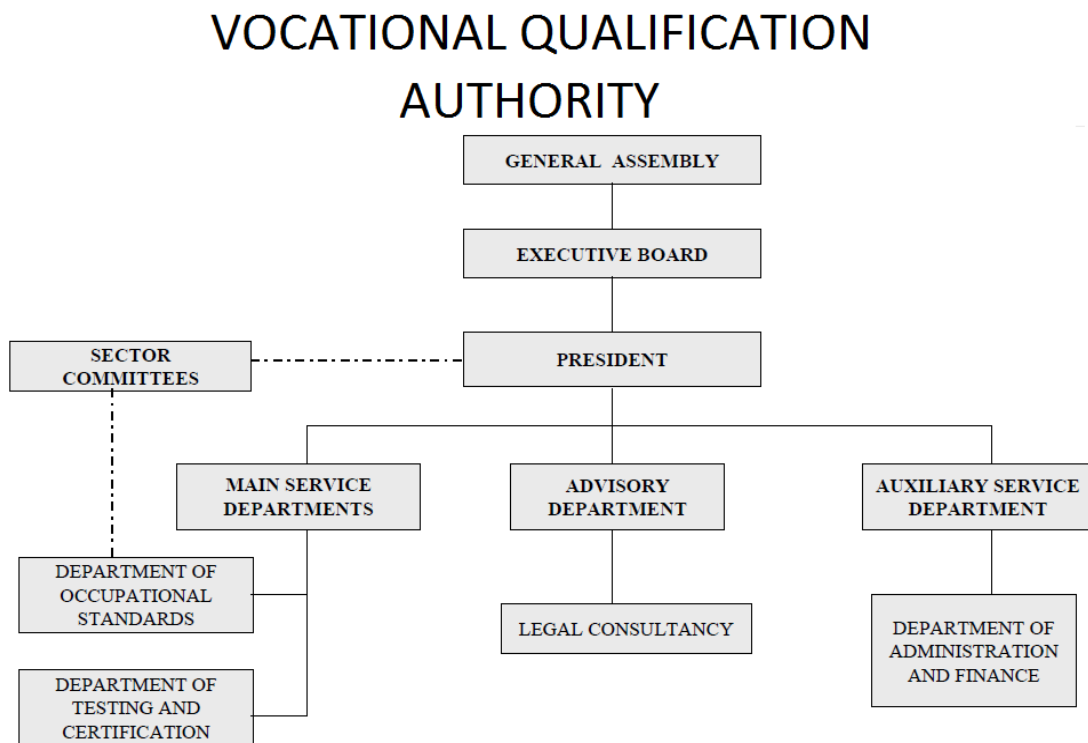 VOCATIONAL QUALIFICATION
AUTHORITY
GENERAL ASSEMBLY
EXECUTIVE BOARD
SECTOR
COMMITTEES
PRESIDENT
MAIN SERVICE
DEPARTMENTS
ADVISORY
DEPARTMENT
AUXILIARY SERVICE
DEPARTMENT
DEPARTMENT OF
OCCUPATIONAL
STANDARDS
LEGAL CONSULTANCY
DEPARTMENT OF
ADMINISTRATION
AND FINANCE
DEPARTMENT OF
TESTING AND
CERTIFICATION